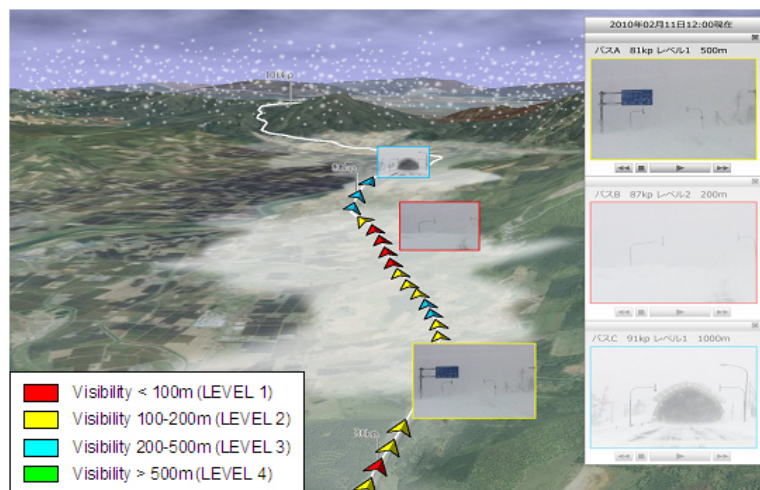 2010年02月11日12:00現在
バスA 81kp レベル1 500m
バスB 87kp レベル2 200m
バスC 91kp レベル1 1000m
Visibility < 100m (LEVEL 1)
Visibility 100-200m (LEVEL 2)
Visibility 200-500m (LEVEL 3)
Visibility > 500m (LEVEL 4)